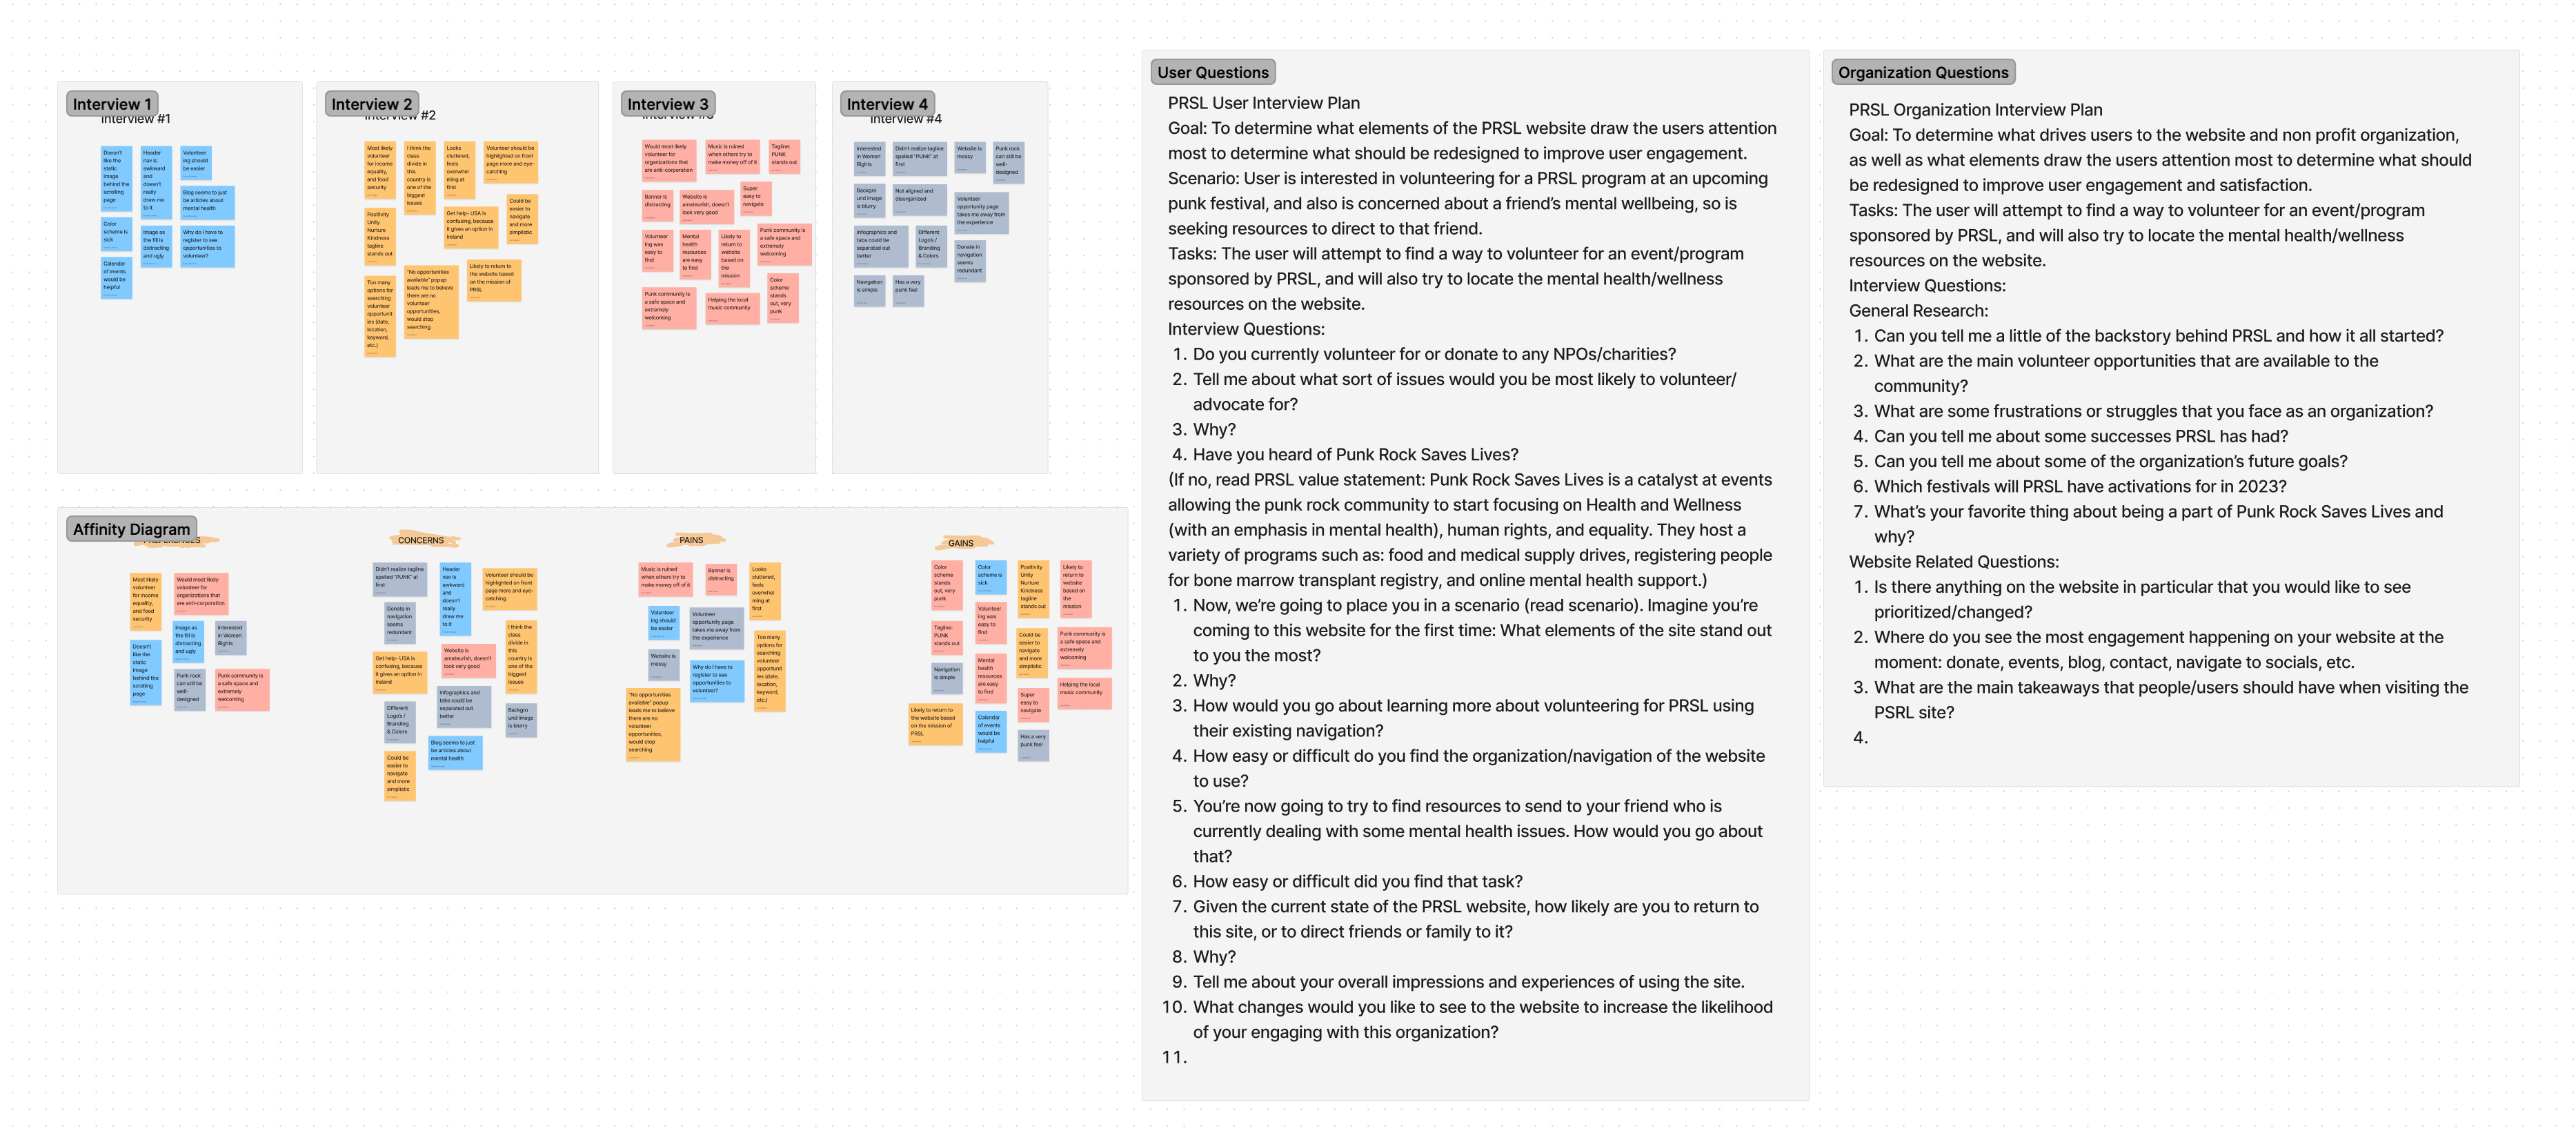 Interview 1
Interview #1
Doesn't
like the
static
image
behind the
scrolling
page
Header
nav is
awkward
and
doesn't
really
draw me
to it
Volunteer
ing should
be easier
Blog seems to just
be articles about
mental health
Color
scheme is
sick
Image as
the fill is
distracting
and ugly
Why do I have to
register to see
opportunities to
volunteer?
Calendar
of events
would be
helpful
Interview 2
Interview #2
Most likely
volunteer
for income
equality,
and food
security
I think the
class
divide in
this
country is
one of the
biggest
issues
Looks
cluttered,
feels
overwhel
ming at
first
Volunteer should be
highlighted on front
page more and eye-
catching
Positivity
Unity
Nurture
Kindness
tagline
stands out
Get help- USA is
confusing, because
it gives an option in
Ireland
Could be
easier to
navigate
and more
simplistic
Too many
options for
searching
volunteer
opportunit
ies (date,
location,
keyword,
etc.)
"No opportunities
available" popup
leads me to believe
there are no
volunteer
opportunities,
would stop
searching
Likely to return to
the website based
on the mission of
PRSL
Interview 3
Interview #3
Would most likely
volunteer for
organizations that
are anti-corporation
Music is ruined
when others try to
make money off of it
Tagline:
PUNK
stands out
Banner is
distracting
Website is
amateurish, doesn't
look very good
Super
easy to
navigate
Volunteer
ing was
easy to
find
Mental
health
resources
are easy
to find
Likely to
return to
website
based on
the
mission
Punk community is
a safe space and
extremely
welcoming
Punk community is
a safe space and
extremely
welcoming
Helping the local
music community
Color
scheme
stands
out, very
punk
Interview 4
Interview #4
Interested
in Women
Rights
Didn't realize tagline
spelled "PUNK" at
first
Website is
messy
Punk rock
can still be
well-
designed
Backgro
und image
is blurry
Not aligned and
disorganized
Volunteer
opportunity page
takes me away from
the experience
Infographics and
tabs could be
separated out
better
Different
Logo's /
Branding
& Colors
Donate in
navigation
seems
redundant
Navigation
is simple
Has a very
punk feel
Affinity Diagram
PREFERENCES
Most likely
volunteer
for income
equality,
and food
security
Would most likely
volunteer for
organizations that
are anti-corporation
Image as
the fill is
distracting
and ugly
Interested
in Women
Rights
Doesn't
like the
static
image
behind the
scrolling
page
Punk rock
can still be
well-
designed
Punk community is
a safe space and
extremely
welcoming
CONCERNS
Didn't realize tagline
spelled "PUNK" at
first
Header
nav is
awkward
and
doesn't
really
draw me
to it
Volunteer should be
highlighted on front
page more and eye-
catching
Donate in
navigation
seems
redundant
I think the
class
divide in
this
country is
one of the
biggest
issues
Get help- USA is
confusing, because
it gives an option in
Ireland
Website is
amateurish, doesn't
look very good
Infographics and
tabs could be
separated out
better
Different
Logo's /
Branding
& Colors
Backgro
und image
is blurry
Blog seems to just
be articles about
mental health
Could be
easier to
navigate
and more
simplistic
PAINS
Music is ruined
when others try to
make money off of it
Banner is
distracting
Looks
cluttered,
feels
overwhel
ming at
first
Volunteer
ing should
be easier
Volunteer
opportunity page
takes me away from
the experience
Too many
options for
searching
volunteer
opportunit
ies (date,
location,
keyword,
etc.)
Website is
messy
Why do I have to
register to see
opportunities to
volunteer?
"No opportunities
available" popup
leads me to believe
there are no
volunteer
opportunities,
would stop
searching
GAINS
Color
scheme
stands
out, very
punk
Color
scheme is
sick
Positivity
Unity
Nurture
Kindness
tagline
stands out
Likely to
return to
website
based on
the
mission
Volunteer
ing was
easy to
find
Tagline:
PUNK
stands out
Could be
easier to
navigate
and more
simplistic
Punk community is
a safe space and
extremely
welcoming
Navigation
is simple
Mental
health
resources
are easy
to find
Super
easy to
navigate
Helping the local
music community
Likely to return to
the website based
on the mission of
PRSL
Calendar
of events
would be
helpful
Has a very
punk feel
User Questions
PRSL User Interview Plan
Goal: To determine what elements of the PRSL website draw the users attention
most to determine what should be redesigned to improve user engagement.
Scenario: User is interested in volunteering for a PRSL program at an upcoming
punk festival, and also is concerned about a friend's mental wellbeing, so is
seeking resources to direct to that friend.
Tasks: The user will attempt to find a way to volunteer for an event/program
sponsored by PRSL, and will also try to locate the mental health/wellness
resources on the website.
Interview Questions:
1. Do you currently volunteer for or donate to any NPOs/charities?
2. Tell me about what sort of issues would you be most likely to volunteer/
advocate for?
3. Why?
4. Have you heard of Punk Rock Saves Lives?
(If no, read PRSL value statement: Punk Rock Saves Lives is a catalyst at events
allowing the punk rock community to start focusing on Health and Wellness
(with an emphasis in mental health), human rights, and equality. They host a
variety of programs such as: food and medical supply drives, registering people
for bone marrow transplant registry, and online mental health support.)
1. Now, we're going to place you in a scenario (read scenario). Imagine you're
coming to this website for the first time: What elements of the site stand out
to you the most?
2. Why?
3. How would you go about learning more about volunteering for PRSL using
their existing navigation?
4. How easy or difficult do you find the organization/navigation of the website
to use?
5. You're now going to try to find resources to send to your friend who is
currently dealing with some mental health issues. How would you go about
that?
6. How easy or difficult did you find that task?
7. Given the current state of the PRSL website, how likely are you to return to
this site, or to direct friends or family to it?
8. Why?
9. Tell me about your overall impressions and experiences of using the site.
10. What changes would you like to see to the website to increase the likelihood
of your engaging with this organization?
11.
Organization Questions
PRSL Organization Interview Plan
Goal: To determine what drives users to the website and non profit organization,
as well as what elements draw the users attention most to determine what should
be redesigned to improve user engagement and satisfaction.
Tasks: The user will attempt to find a way to volunteer for an event/program
sponsored by PRSL, and will also try to locate the mental health/wellness
resources on the website.
Interview Questions:
General Research:
1. Can you tell me a little of the backstory behind PRSL and how it all started?
2. What are the main volunteer opportunities that are available to the
community?
3. What are some frustrations or struggles that you face as an organization?
4. Can you tell me about some successes PRSL has had?
5. Can you tell me about some of the organization's future goals?
6. Which festivals will PRSL have activations for in 2023?
7. What's your favorite thing about being a part of Punk Rock Saves Lives and
why?
Website Related Questions:
1. Is there anything on the website in particular that you would like to see
prioritized/changed?
2. Where do you see the most engagement happening on your website at the
moment: donate, events, blog, contact, navigate to socials, etc.
3. What are the main takeaways that people/users should have when visiting the
PSRL site?
4.